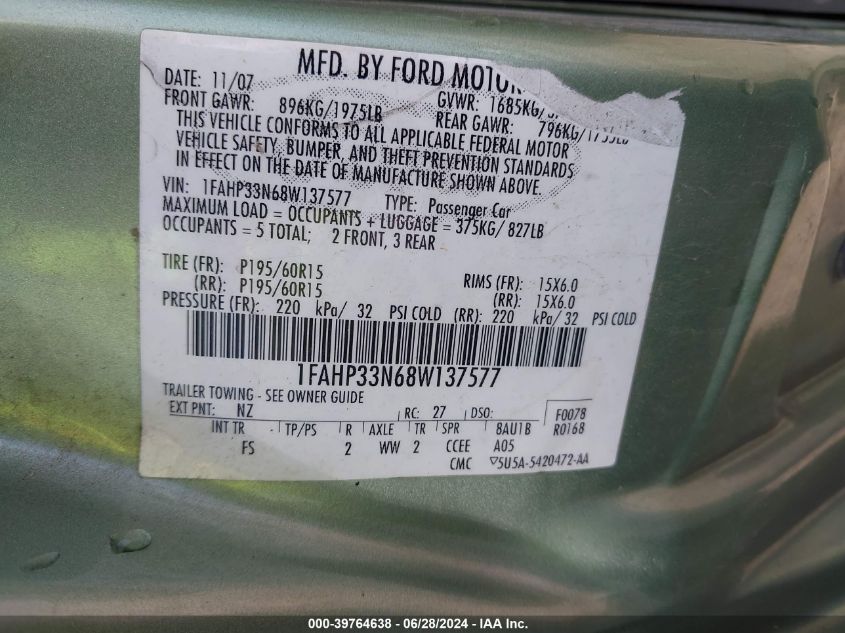 MFD. BY FORD MOTOR
DATE: 11/07 GVWR: 1685KG/
FRONT GAWR: 896KG/1975LB REAR GAWR: 796KG/1755LB
THIS VEHICLE CONFORMS TO ALL APPLICABLE FEDERAL MOTOR
VEHICLE SAFETY, BUMPER, AND THEFT PREVENTION STANDARDS
IN EFFECT ON THE DATE OF MANUFACTURE SHOWN ABOVE.
VIN: 1FAHP33N68W137577 TYPE: Passenger Car
MAXIMUM LOAD = OCCUPANTS + LUGGAGE = 375KG/ 827LB
OCCUPANTS = 5 TOTAL; 2 FRONT, 3 REAR
TIRE (FR): P195/60R15 RIMS (FR): 15X6.0
(RR): P195/60R15 (RR): 15X6.0
PRESSURE (FR): 220 kPa/ 32 PSI COLD (RR): 220 kPa/ 32 PSI COLD
1FAHP33N68W137577
TRAILER TOWING - SEE OWNER GUIDE
EXT PNT: NZ RC: 27 DSO: F0078
INT TR TP/PS R AXLE TR SPR 8AU1B R0168
FS 2 WW 2 CCEE A05
CMC ▽5U5A-5420472-AA
000-39764638 - 06/28/2024 - IAA Inc.